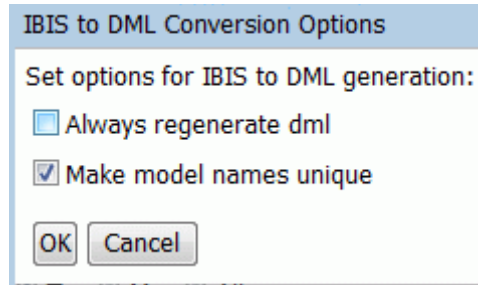 IBIS to DML Conversion Options
Set options for IBIS to DML generation:
Always regenerate dml
Make model names unique
OK Cancel